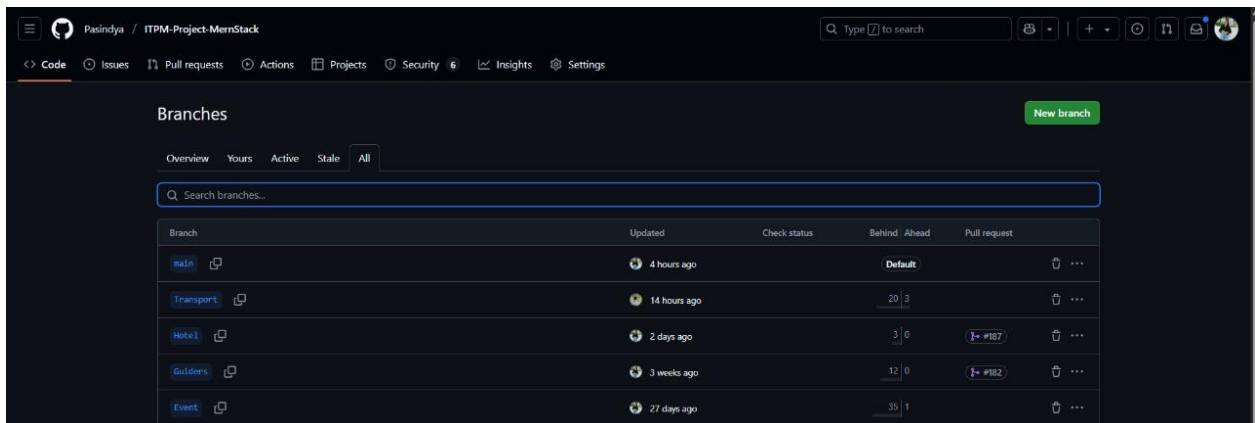 Pasindya / ITPM-Project-MernStack Type / to search
Code Issues Pull requests Actions Projects Security 6 Insights Settings
Branches New branch
Overview Yours Active Stale All
Search branches...
Branch Updated Check status Behind Ahead Pull request
main 4 hours ago Default
Transport 14 hours ago 20 3
Hotel 2 days ago 3 0 #187
Guiders 3 weeks ago 12 0 #182
Event 27 days ago 35 1